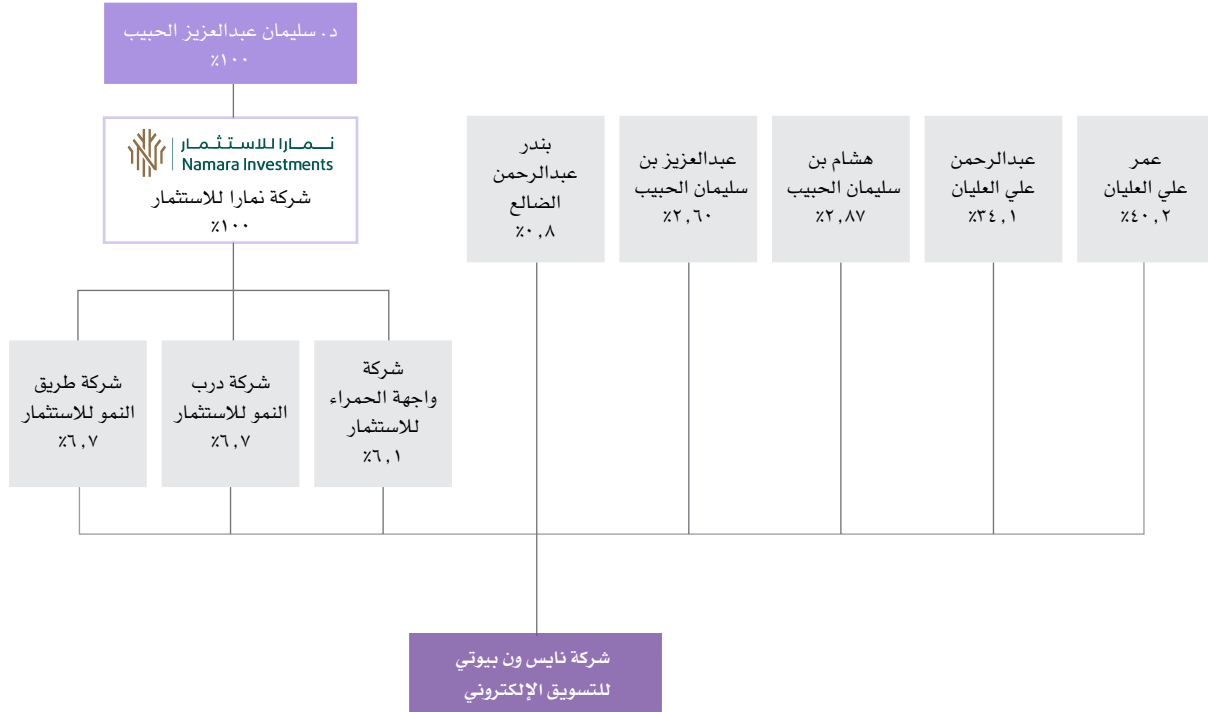 د. سليمان عبدالعزيز الحبيب
٪١٠٠
نـمـارا للاستثمار
Namara Investments
شركة نمارا للاستثمار
٪١٠٠
عمر
علي العليان
٪٤٠,٢
عبدالرحمن
علي العليان
٪٣٤,١
هشام بن
سليمان الحبيب
٪٢,٨٧
عبدالعزيز بن
سليمان الحبيب
٪٢,٦٠
بندر
عبدالرحمن
الضالع
٪٠,٨
شركة
واجهة الحمراء
للاستثمار
٪٦,١
شركة درب
النمو للاستثمار
٪٦,٧
شركة طريق
النمو للاستثمار
٪٦,٧
شركة نايس ون بيوتي
للتسويق الإلكتروني